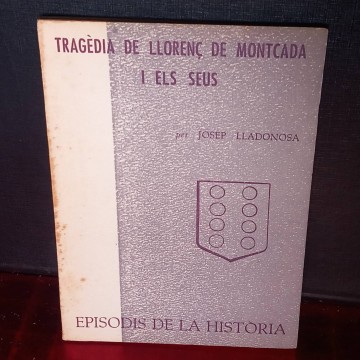 TRAGÈDIA DE LLORENÇ DE MONTCADA
I ELS SEUS
per JOSEP LLADONOSA
EPISODIS DE LA HISTÒRIA